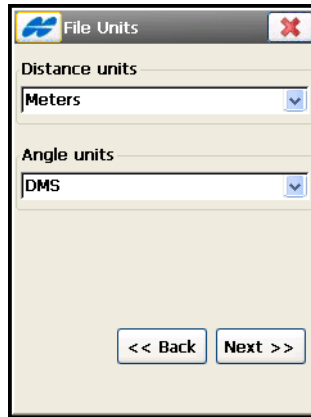 File Units
Distance units
Meters
Angle units
DMS
<< Back
Next >>